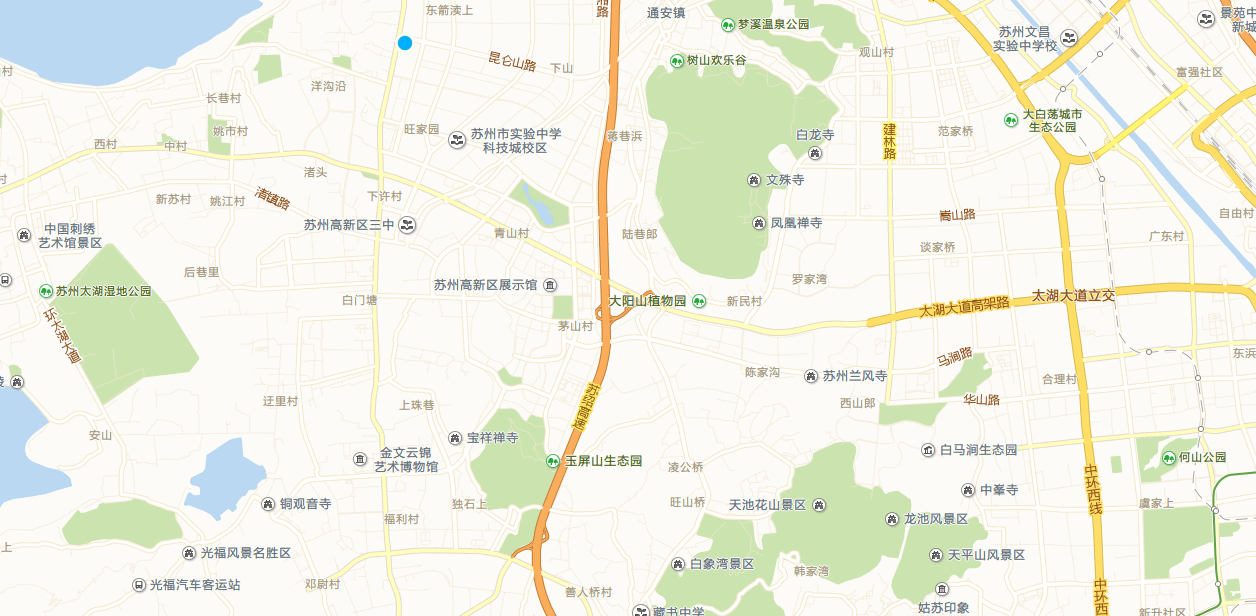 东箭渎上
通安镇
梦溪温泉公园
苏州文昌
实验中学校
新城
观山村
树山欢乐谷
昆仑山路
下山
富强社区
洋沟沿
长巷村
大白荡城市
生态公园
姚市村
旺家园
苏州市实验中学
科技城校区
蒋巷浜
白龙寺
建林路
范家桥
西村
中村
渚头
文殊寺
新苏村
姚江村
渚镇路
下许村
嵩山路
自由村
苏州高新区三中
凤凰禅寺
中国刺绣
艺术馆景区
青山村
陆巷郎
广东村
谈家桥
后巷里
苏州太湖湿地公园
苏州高新区展示馆
罗家湾
白门塘
大阳山植物园
新民村
太湖大道高架路
太湖大道立交
环太湖大道
茅山村
马涧路
东浜
陈家沟
苏州兰风寺
合理村
苏绍高速
迂里村
上珠巷
西山郎
华山路
安山
宝祥禅寺
金文云锦
艺术博物馆
玉屏山生态园
凌公桥
白马涧生态园
何山公园
中环西线
铜观音寺
独石上
旺山桥
天池花山景区
中峯寺
虞家上
福利村
龙池风景区
光福风景名胜区
白象湾景区
韩家湾
天平山风景区
光福汽车客运站
邓尉村
善人桥村
中环西
藏书中学
姑苏印象
新升社区